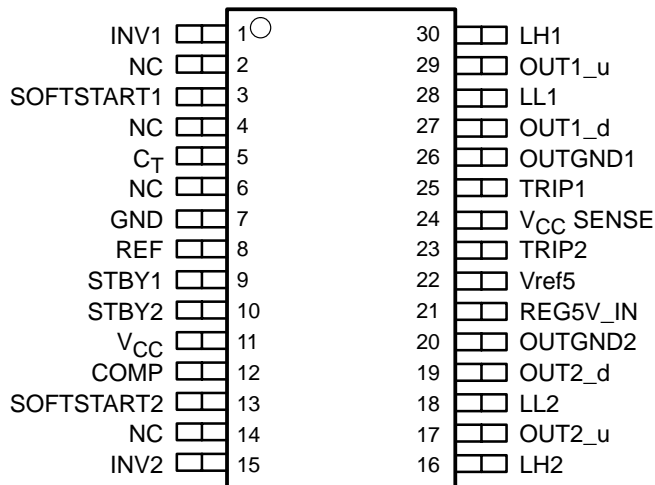 INV1 1 30 LH1
NC 2 29 OUT1_u
SOFTSTART1 3 28 LL1
NC 4 27 OUT1_d
CT 5 26 OUTGND1
NC 6 25 TRIP1
GND 7 24 VCC SENSE
REF 8 23 TRIP2
STBY1 9 22 Vref5
STBY2 10 21 REG5V_IN
VCC 11 20 OUTGND2
COMP 12 19 OUT2_d
SOFTSTART2 13 18 LL2
NC 14 17 OUT2_u
INV2 15 16 LH2